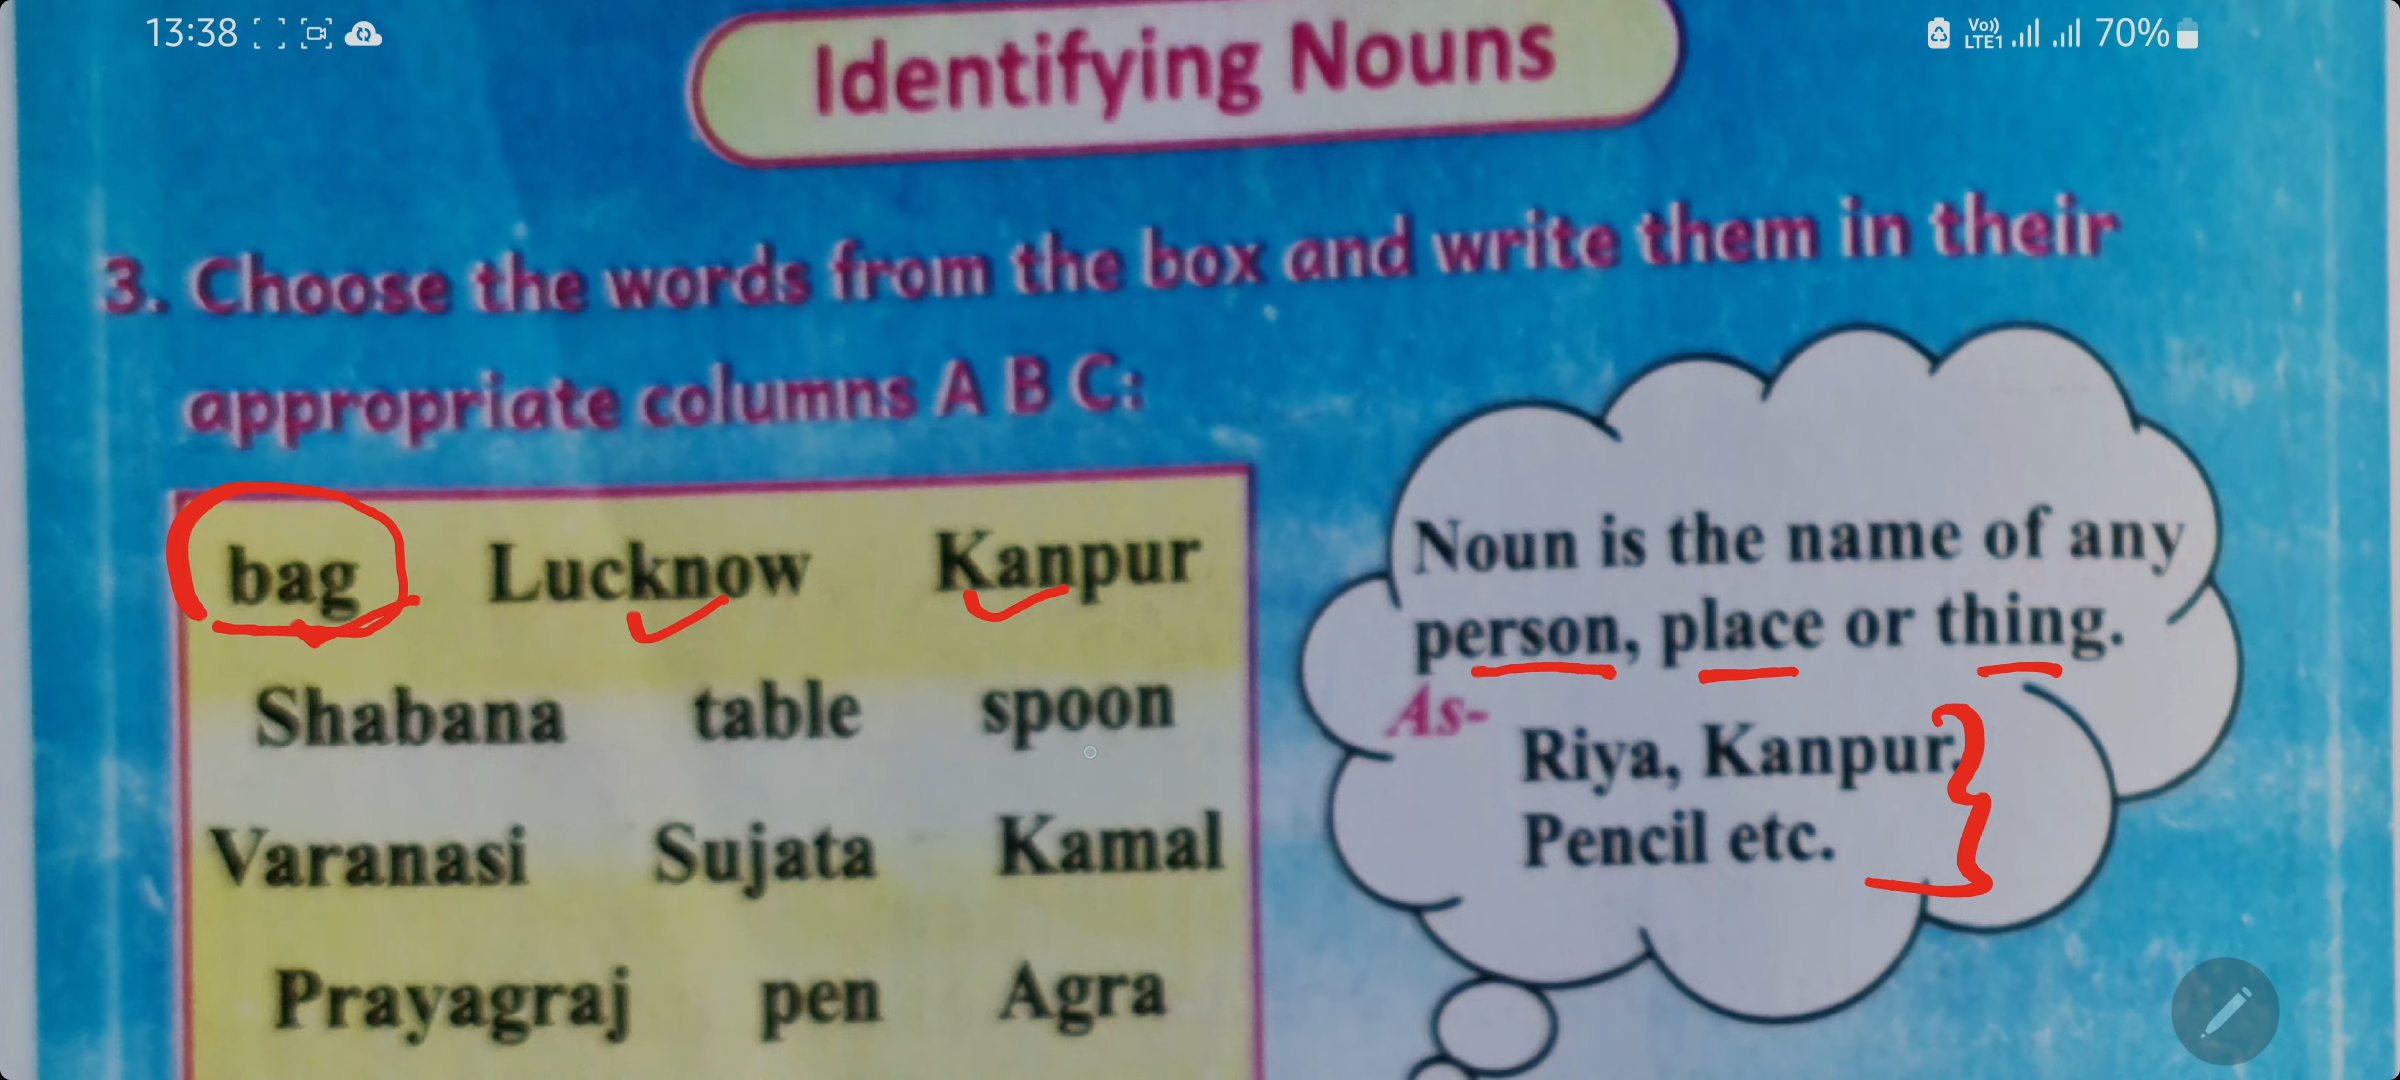 13:38
Vo)) LTE1 70%
Identifying Nouns
3. Choose the words from the box and write them in their
appropriate columns A B C:
bag Lucknow Kanpur
Shabana table spoon
Varanasi Sujata Kamal
Prayagraj pen Agra
Noun is the name of any
person, place or thing.
As-
Riya, Kanpur,
Pencil etc.